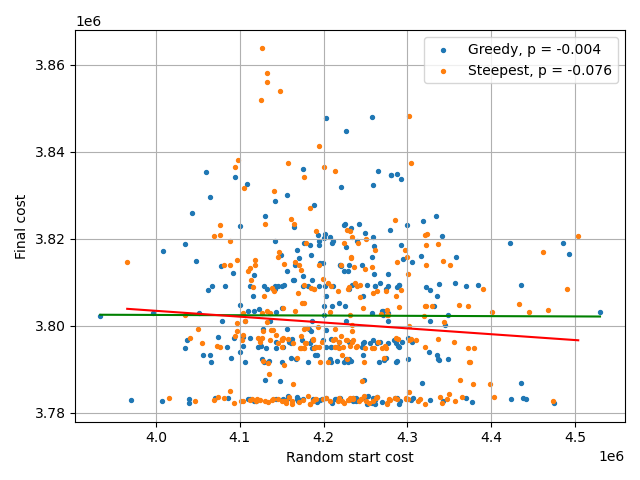 1e6
Greedy, p = -0.004
Steepest, p = -0.076
3.86
3.84
3.82
3.80
3.78
Final cost
4.0 4.1 4.2 4.3 4.4 4.5
Random start cost
1e6